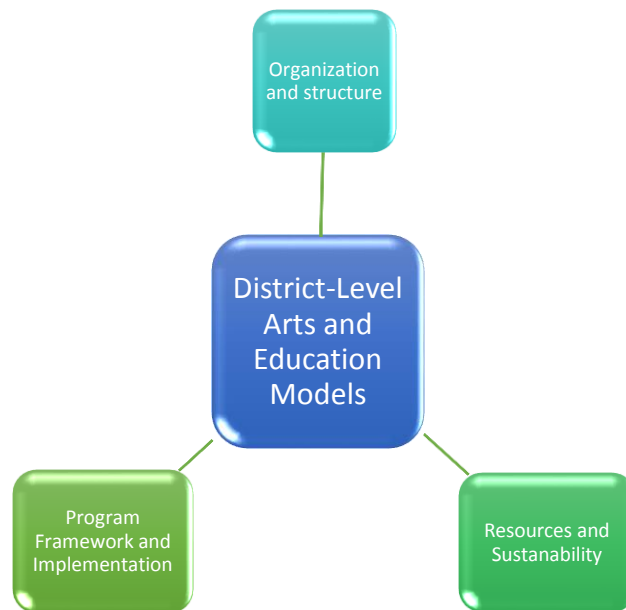 Organization
and structure
District-Level
Arts and
Education
Models
Program
Framework and
Implementation
Resources and
Sustanability